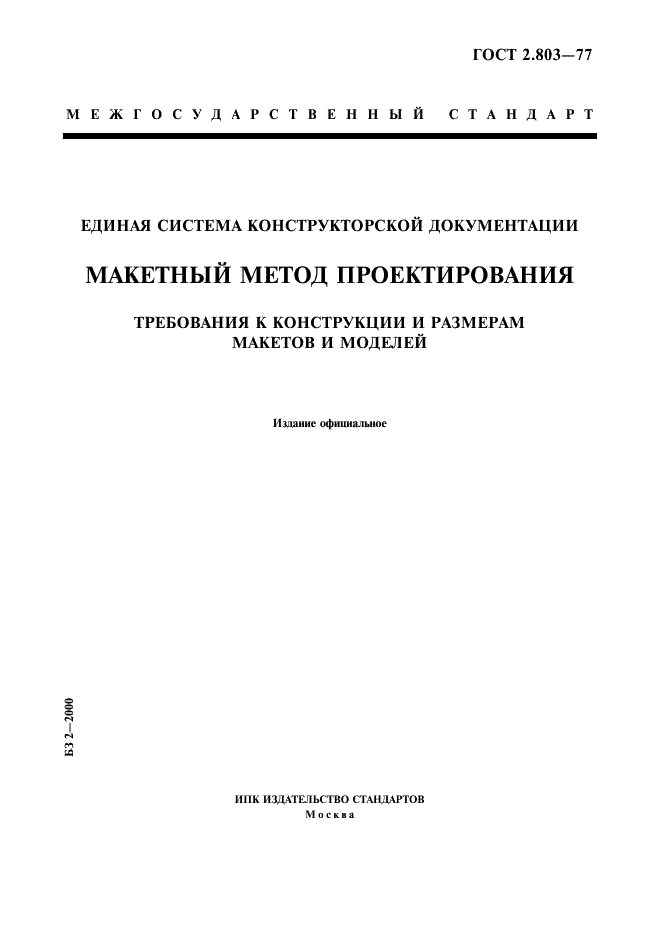 ГОСТ 2.803—77
МЕЖГОСУДАРСТВЕННЫЙ СТАНДАРТ
ЕДИНАЯ СИСТЕМА КОНСТРУКТОРСКОЙ ДОКУМЕНТАЦИИ
МАКЕТНЫЙ МЕТОД ПРОЕКТИРОВАНИЯ
ТРЕБОВАНИЯ К КОНСТРУКЦИИ И РАЗМЕРАМ
МАКЕТОВ И МОДЕЛЕЙ
Издание официальное
БЗ 2—2000
ИПК ИЗДАТЕЛЬСТВО СТАНДАРТОВ
Москва